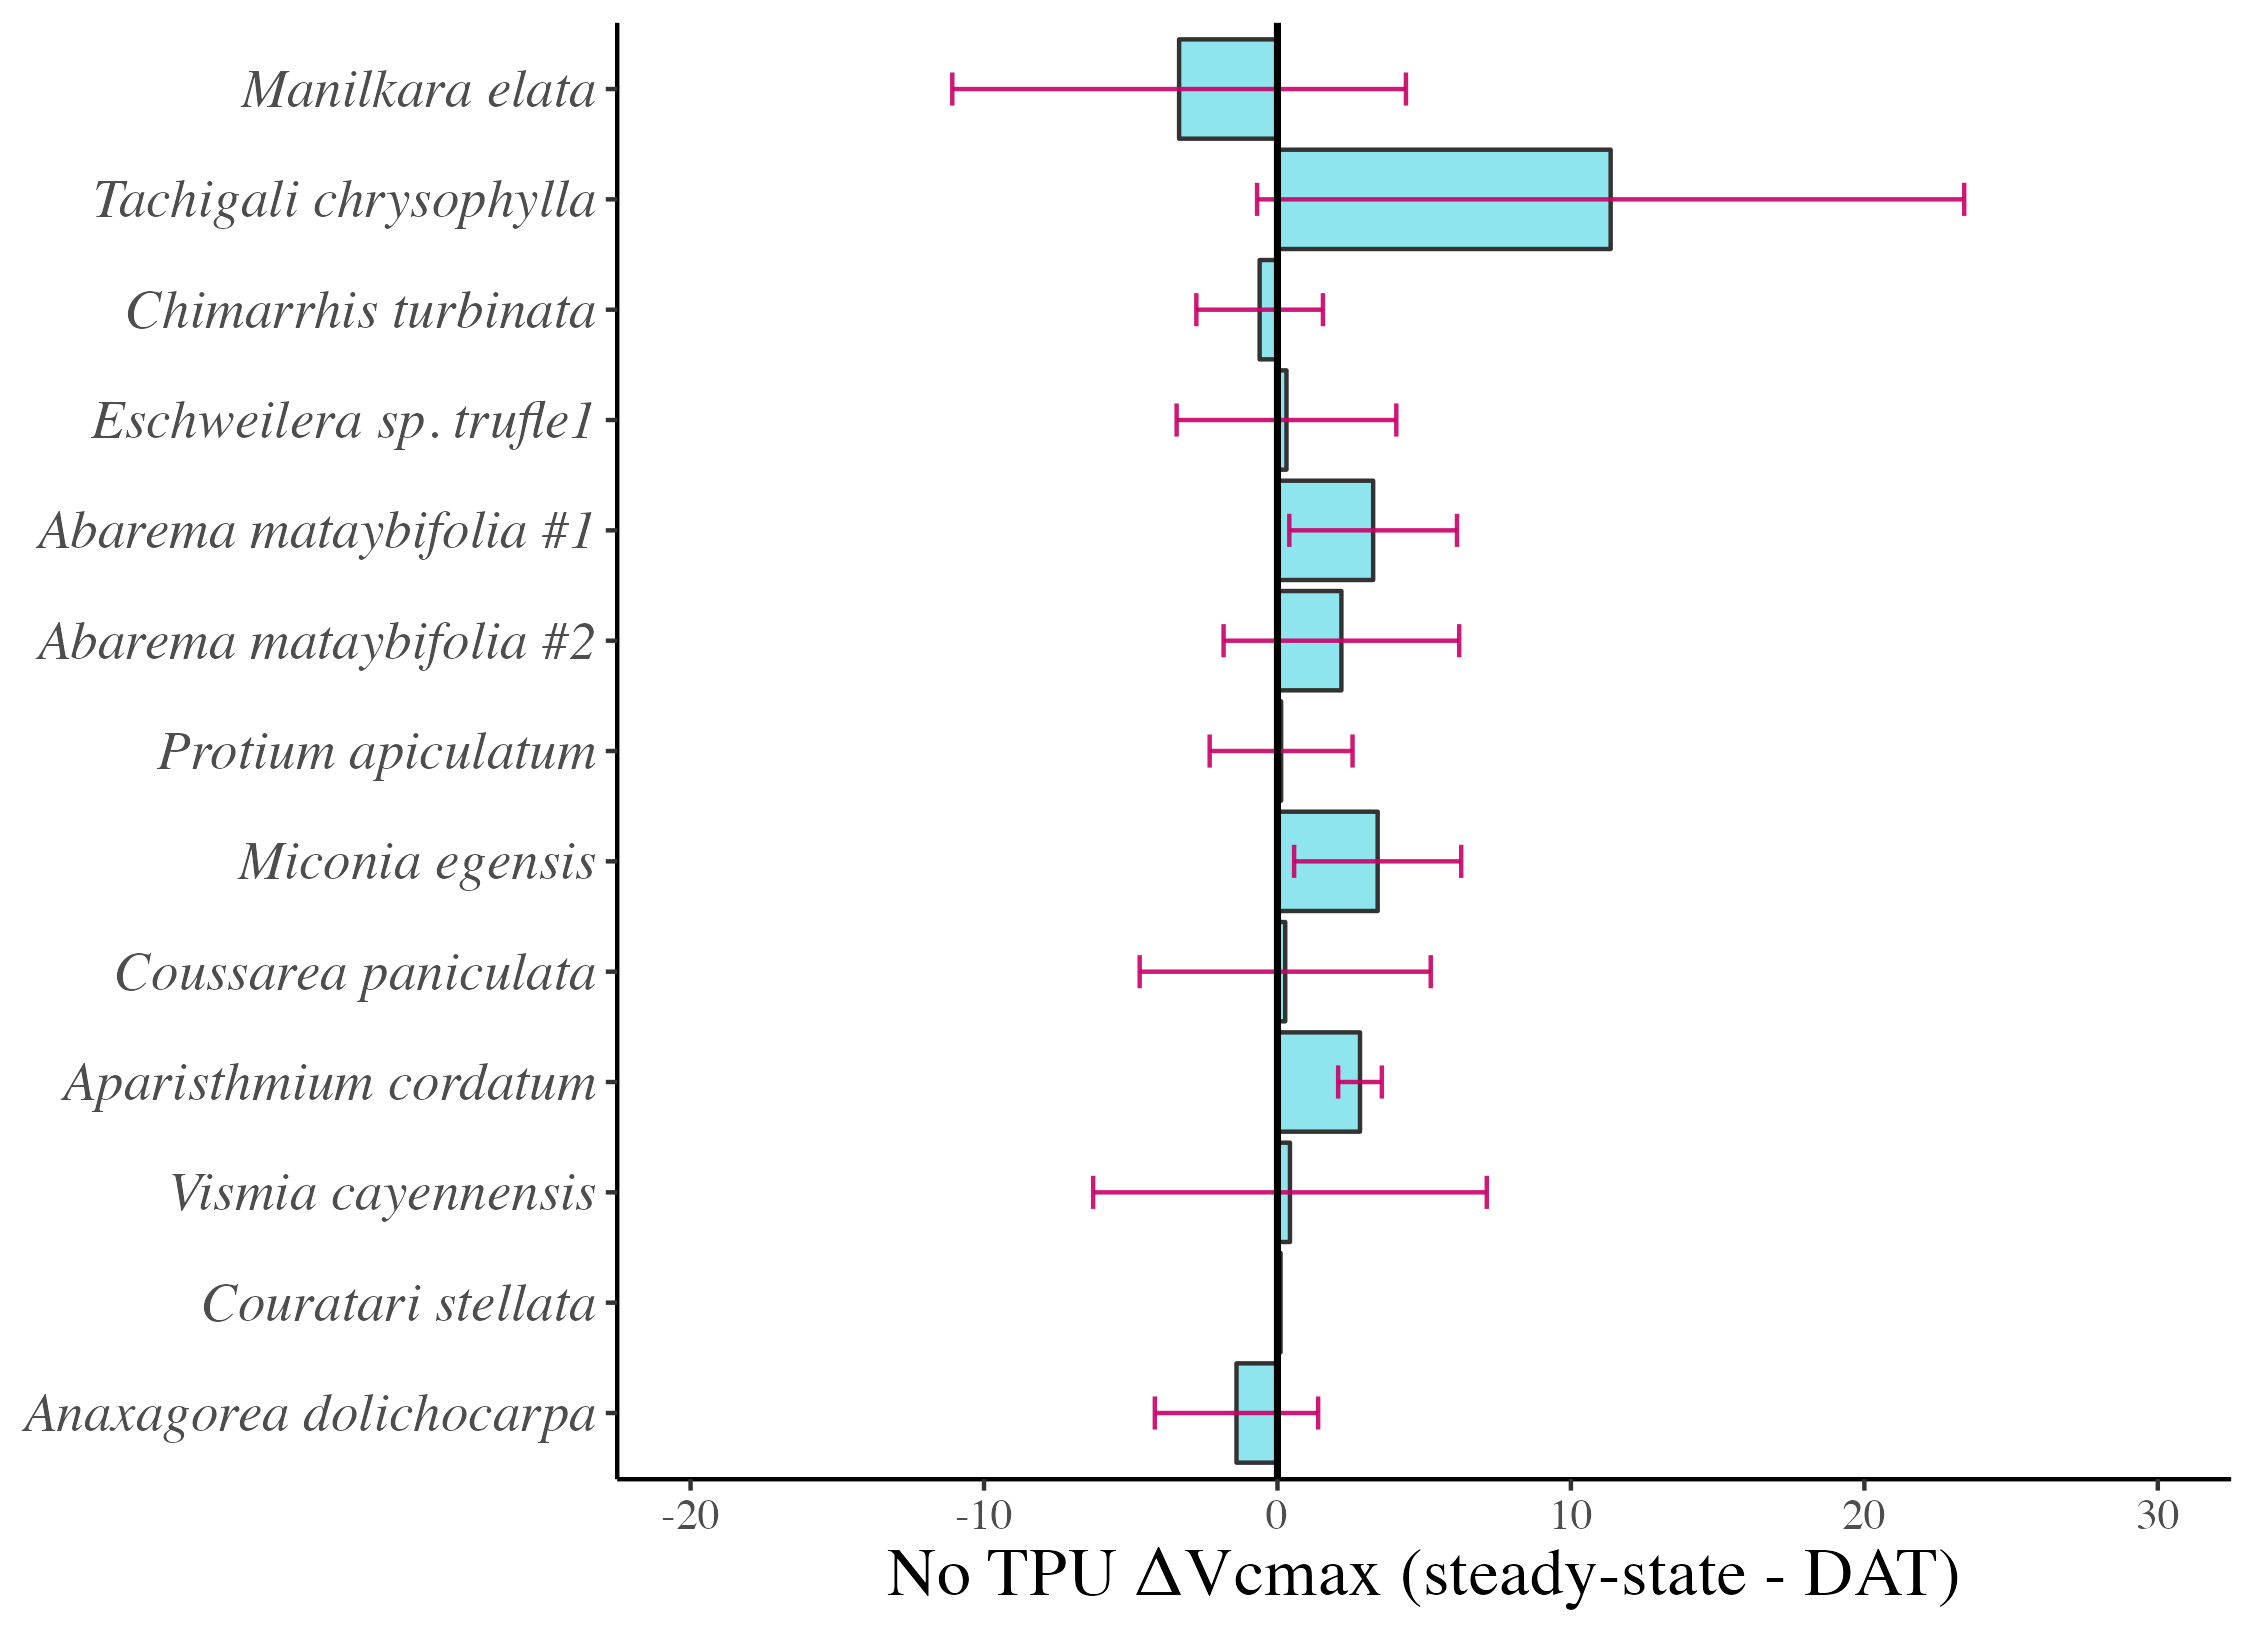 Manilkara elata
Tachigali chrysophylla
Chimarrhis turbinata
Eschweilera sp. trufle1
Abarema mataybifolia #1
Abarema mataybifolia #2
Protium apiculatum
Miconia egensis
Coussarea paniculata
Aparisthmium cordatum
Vismia cayennensis
Couratari stellata
Anaxagorea dolichocarpa
-20 -10 0 10 20 30
No TPU ΔVcmax (steady-state - DAT)